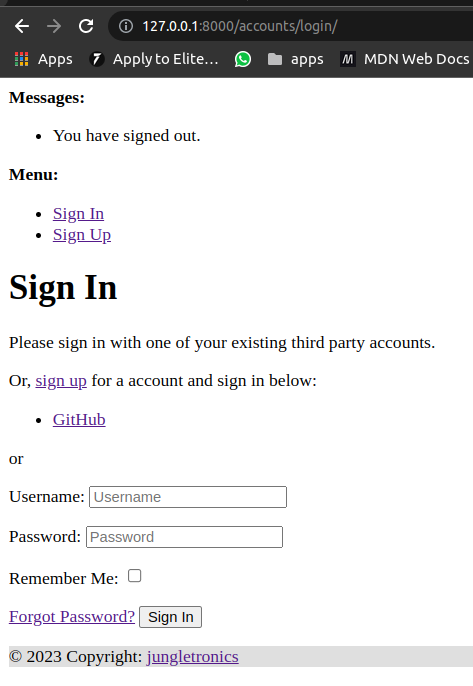 127.0.0.1:8000/accounts/login/
Apps Apply to Elite… apps MDN Web Docs
Messages:
You have signed out.
Menu:
Sign In
Sign Up
Sign In
Please sign in with one of your existing third party accounts.
Or, sign up for a account and sign in below:
GitHub
or
Username: Username
Password: Password
Remember Me:
Forgot Password? Sign In
© 2023 Copyright: jungletronics